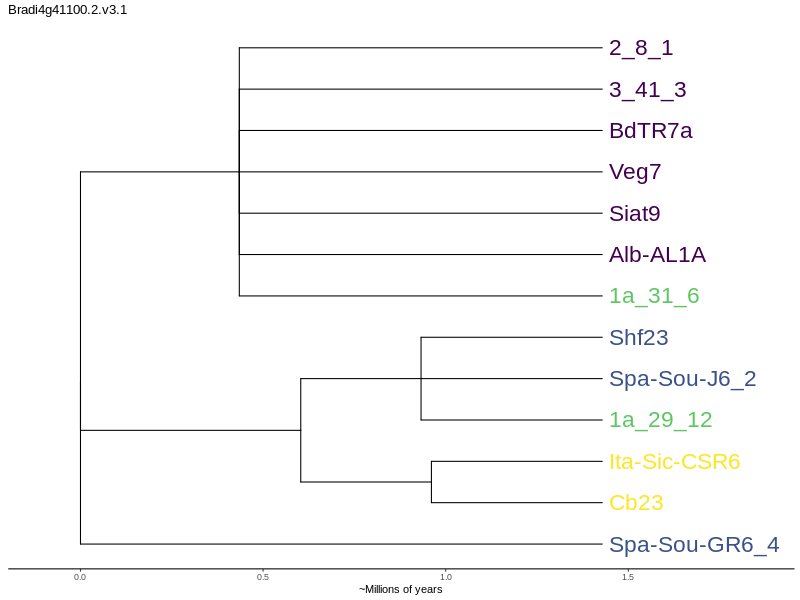 Bradi4g41100.2.v3.1
2_8_1
3_41_3
BdTR7a
Veg7
Siat9
Alb-AL1A
1a_31_6
Shf23
Spa-Sou-J6_2
1a_29_12
Ita-Sic-CSR6
Cb23
Spa-Sou-GR6_4
0.0 0.5 1.0 1.5
~Millions of years